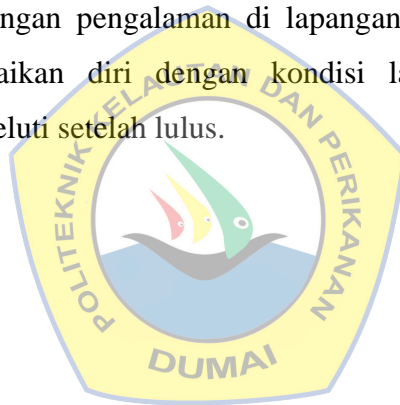 ngan pengalaman di lapangan
aikan diri dengan kondisi la
eluti setelah lulus.
POLITEKNIK KELAUTAN DAN PERIKANAN
DUMAI